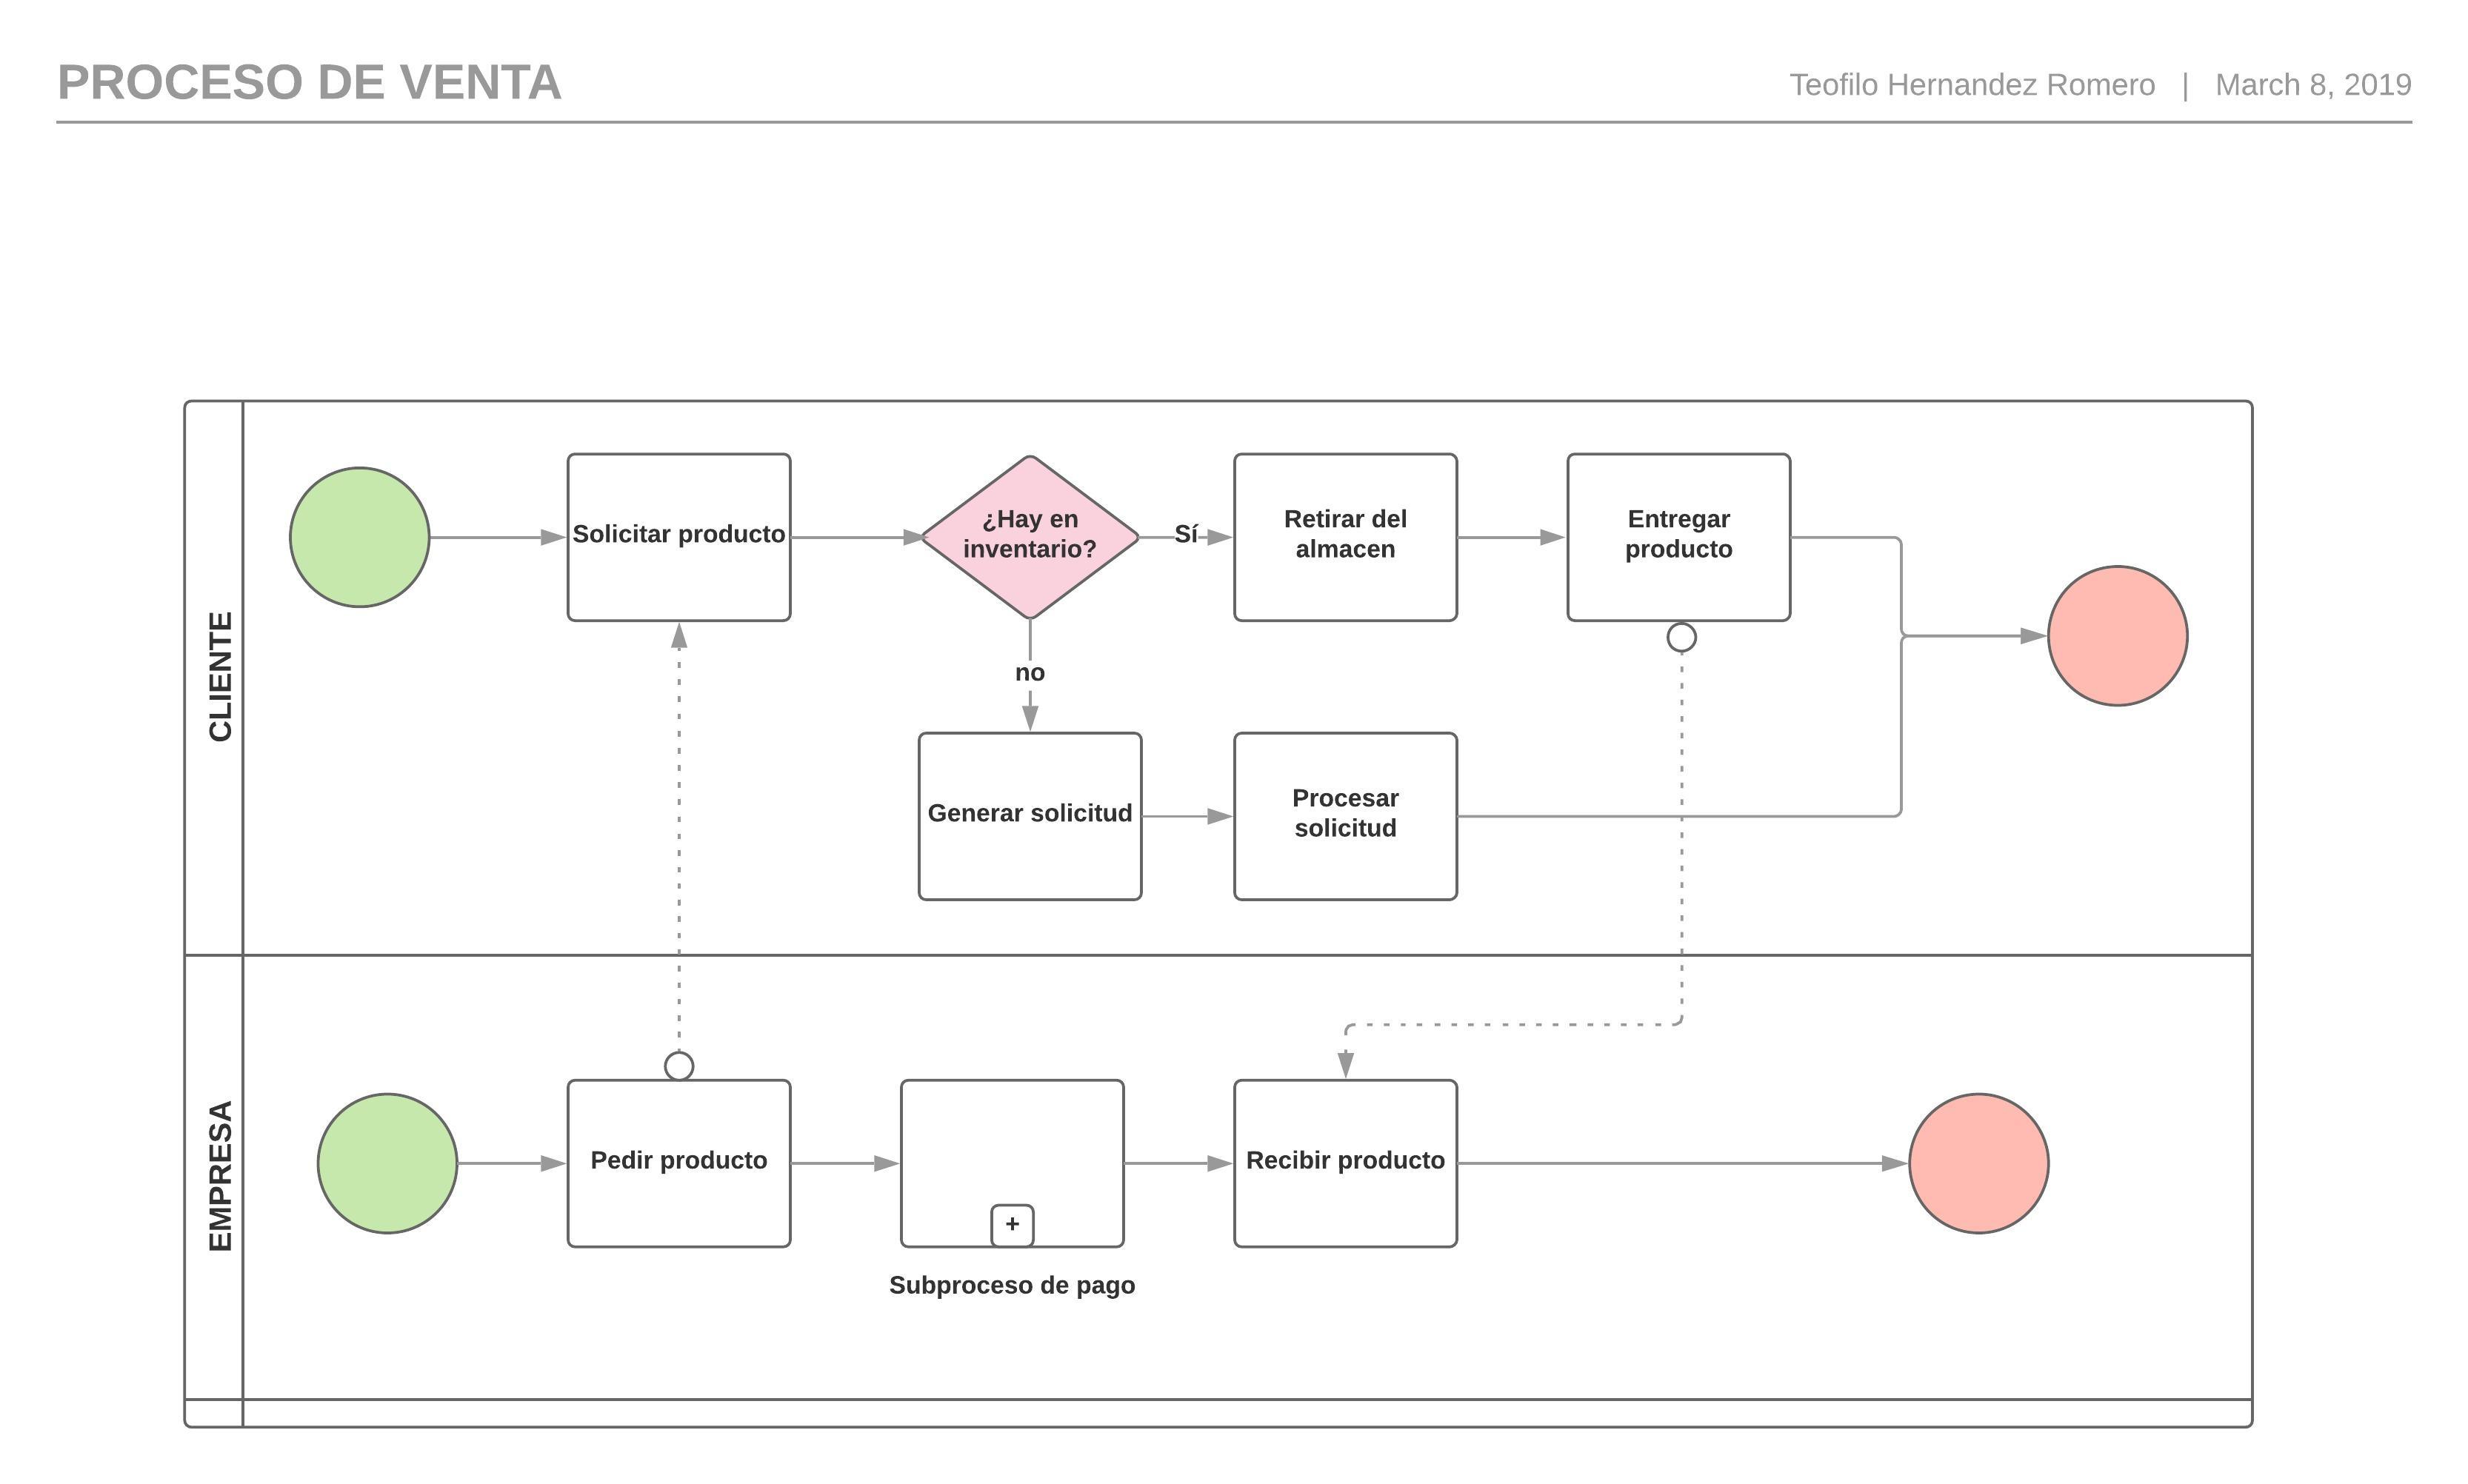 PROCESO DE VENTA
Teofilo Hernandez Romero | March 8, 2019
CLIENTE
Solicitar producto
¿Hay en
inventario?
Sí
Retirar del
almacen
Entregar
producto
no
Generar solicitud
Procesar
solicitud
EMPRESA
Pedir producto
+
Subproceso de pago
Recibir producto